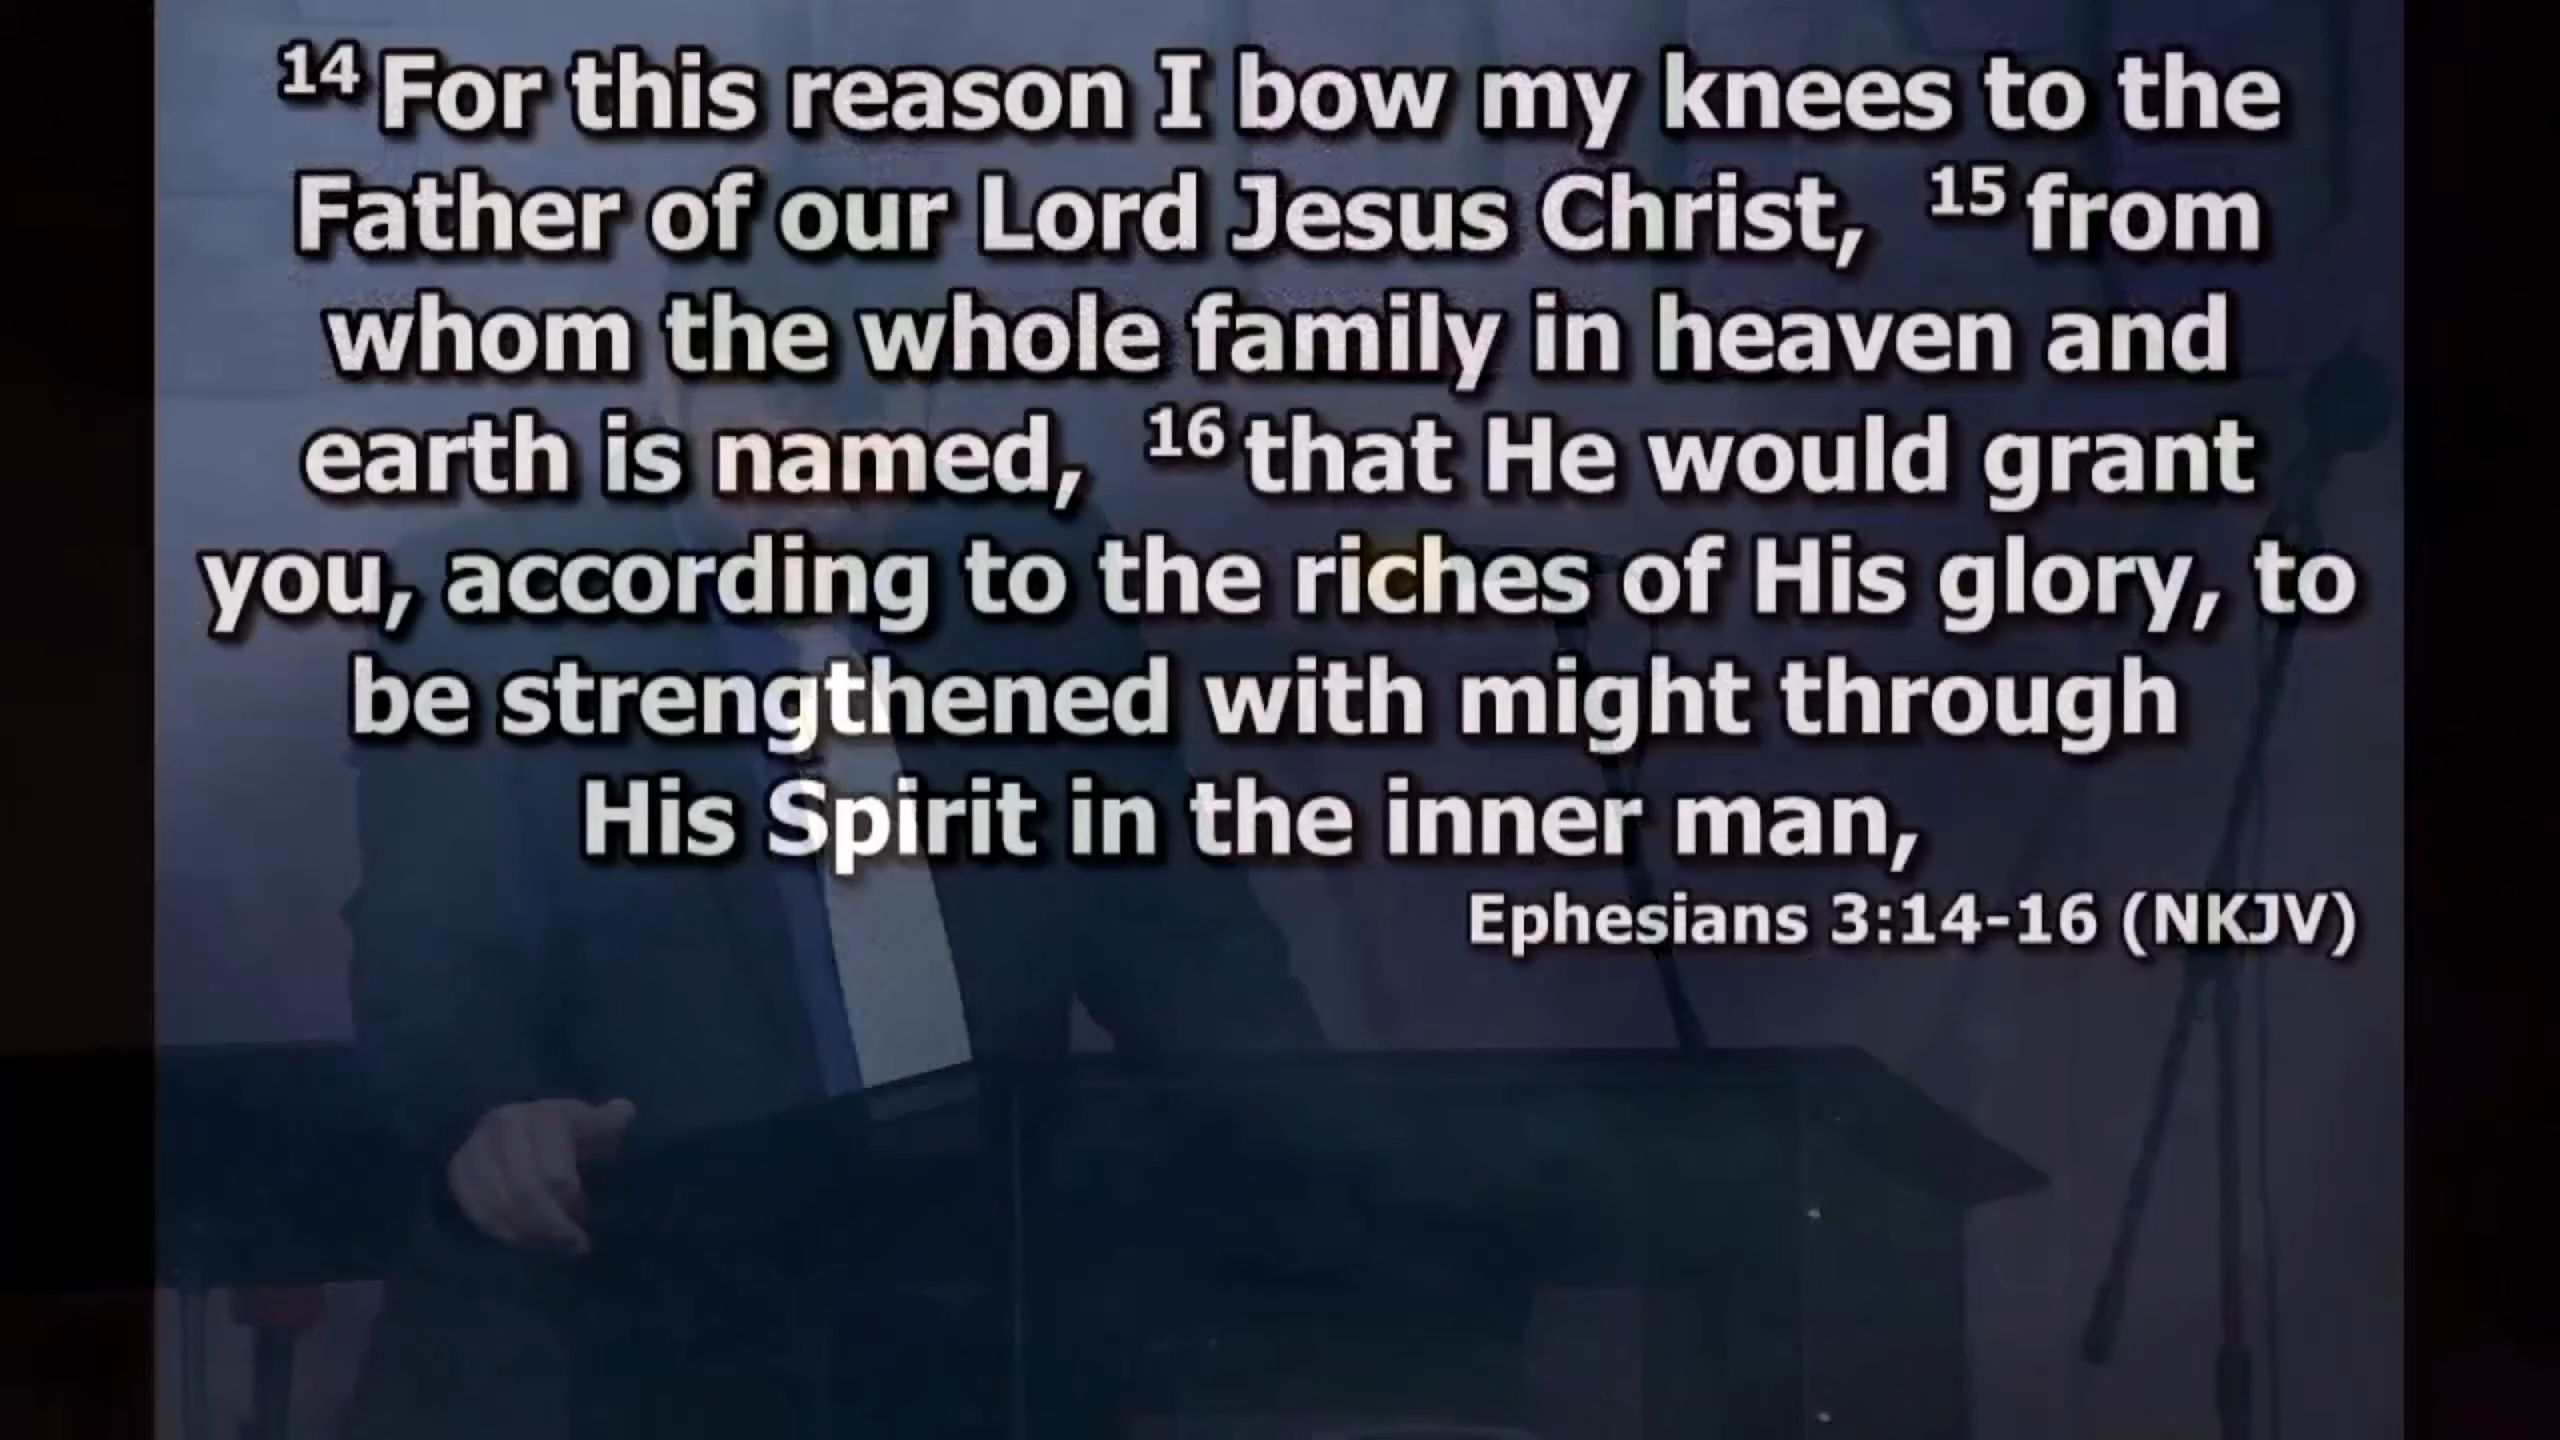 14 For this reason I bow my knees to the
Father of our Lord Jesus Christ, 15 from
whom the whole family in heaven and
earth is named, 16 that He would grant
you, according to the riches of His glory, to
be strengthened with might through
His Spirit in the inner man,
Ephesians 3:14-16 (NKJV)